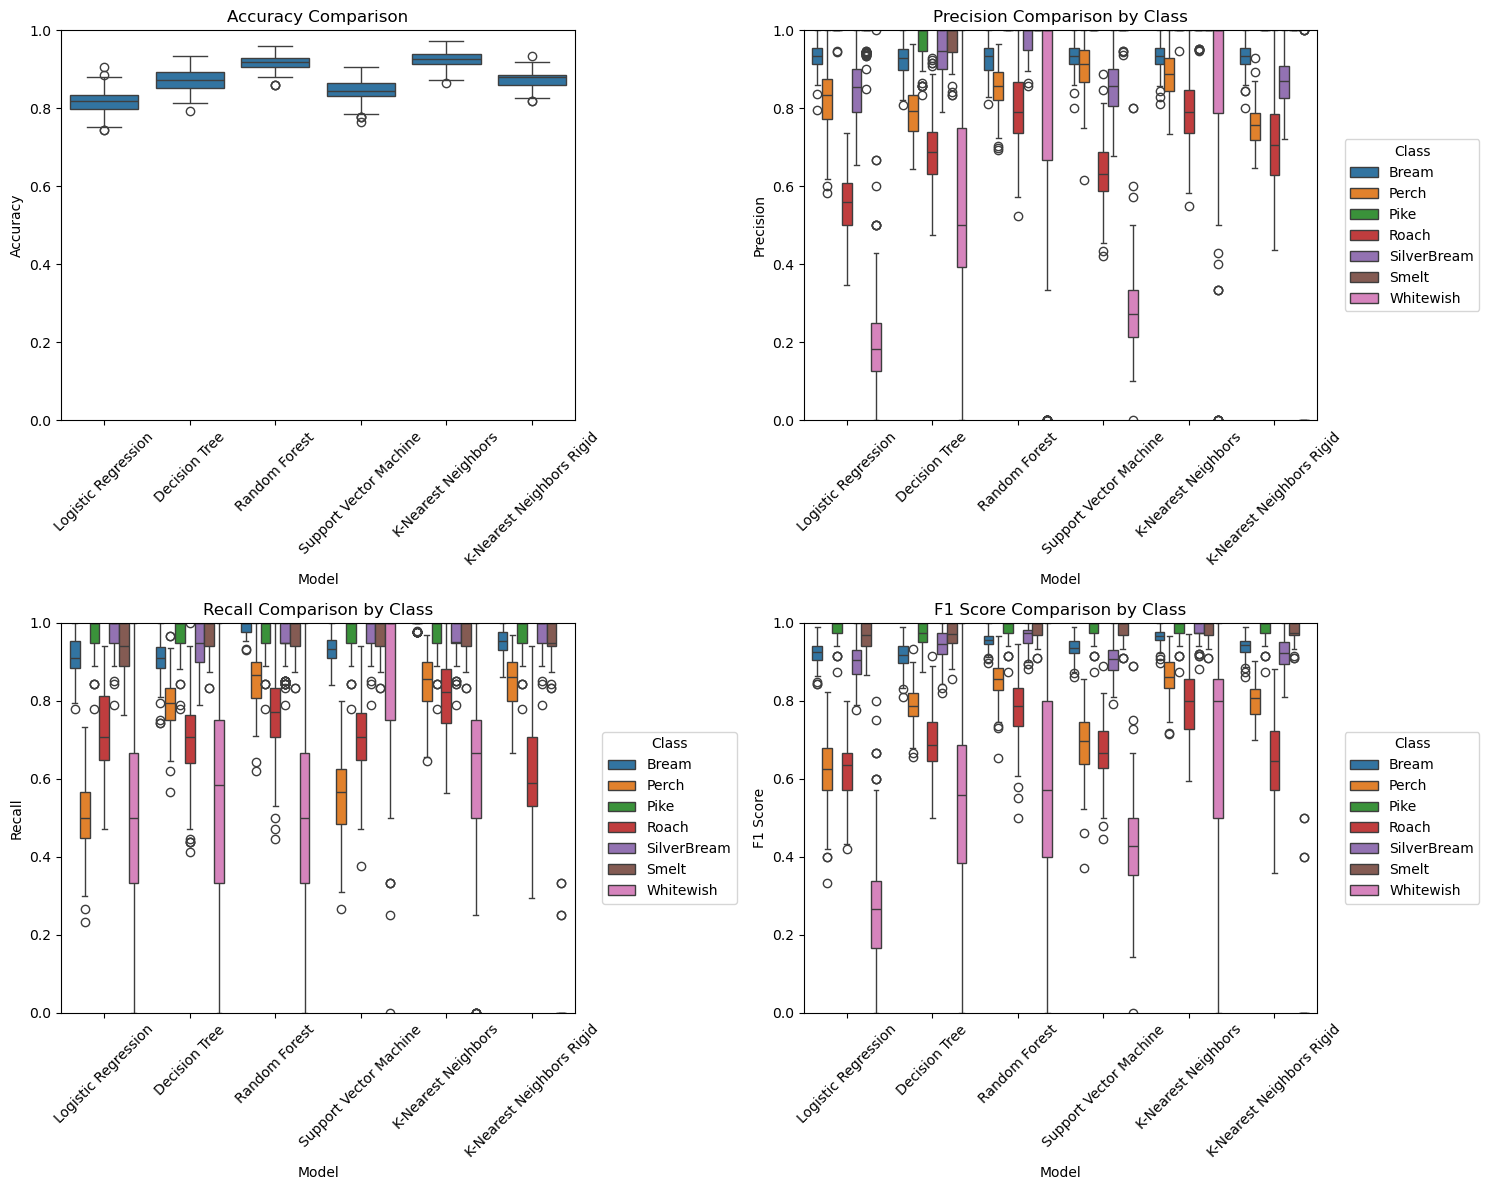 Accuracy Comparison
1.0
0.8
0.6
0.4
0.2
0.0
Accuracy
Logistic Regression
Decision Tree
Random Forest
Support Vector Machine
K-Nearest Neighbors
K-Nearest Neighbors Rigid
Model
Precision Comparison by Class
1.0
0.8
0.6
0.4
0.2
0.0
Precision
Logistic Regression
Decision Tree
Random Forest
Support Vector Machine
K-Nearest Neighbors
K-Nearest Neighbors Rigid
Model
Class
Bream
Perch
Pike
Roach
SilverBream
Smelt
Whitewish
Recall Comparison by Class
1.0
0.8
0.6
0.4
0.2
0.0
Recall
Logistic Regression
Decision Tree
Random Forest
Support Vector Machine
K-Nearest Neighbors
K-Nearest Neighbors Rigid
Model
Class
Bream
Perch
Pike
Roach
SilverBream
Smelt
Whitewish
F1 Score Comparison by Class
1.0
0.8
0.6
0.4
0.2
0.0
F1 Score
Logistic Regression
Decision Tree
Random Forest
Support Vector Machine
K-Nearest Neighbors
K-Nearest Neighbors Rigid
Model
Class
Bream
Perch
Pike
Roach
SilverBream
Smelt
Whitewish